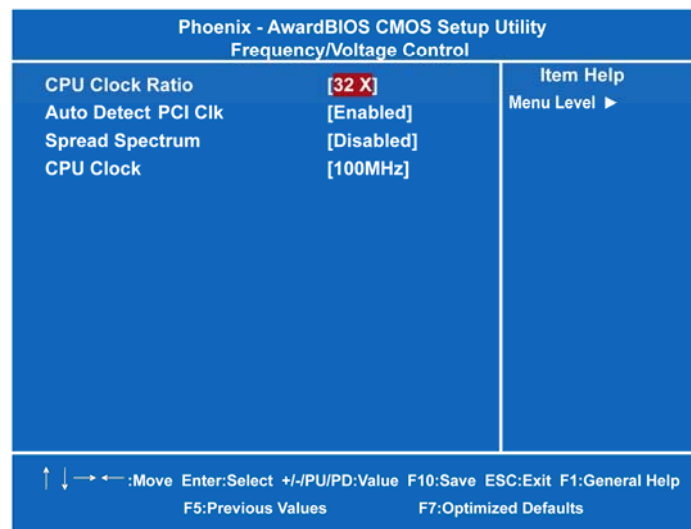 Phoenix - AwardBIOS CMOS Setup Utility
Frequency/Voltage Control
CPU Clock Ratio [32 X]
Auto Detect PCI Clk [Enabled]
Spread Spectrum [Disabled]
CPU Clock [100MHz]
Item Help
Menu Level ►
↑ ↓ → ← :Move Enter:Select +/-/PU/PD:Value F10:Save ESC:Exit F1:General Help
F5:Previous Values F7:Optimized Defaults